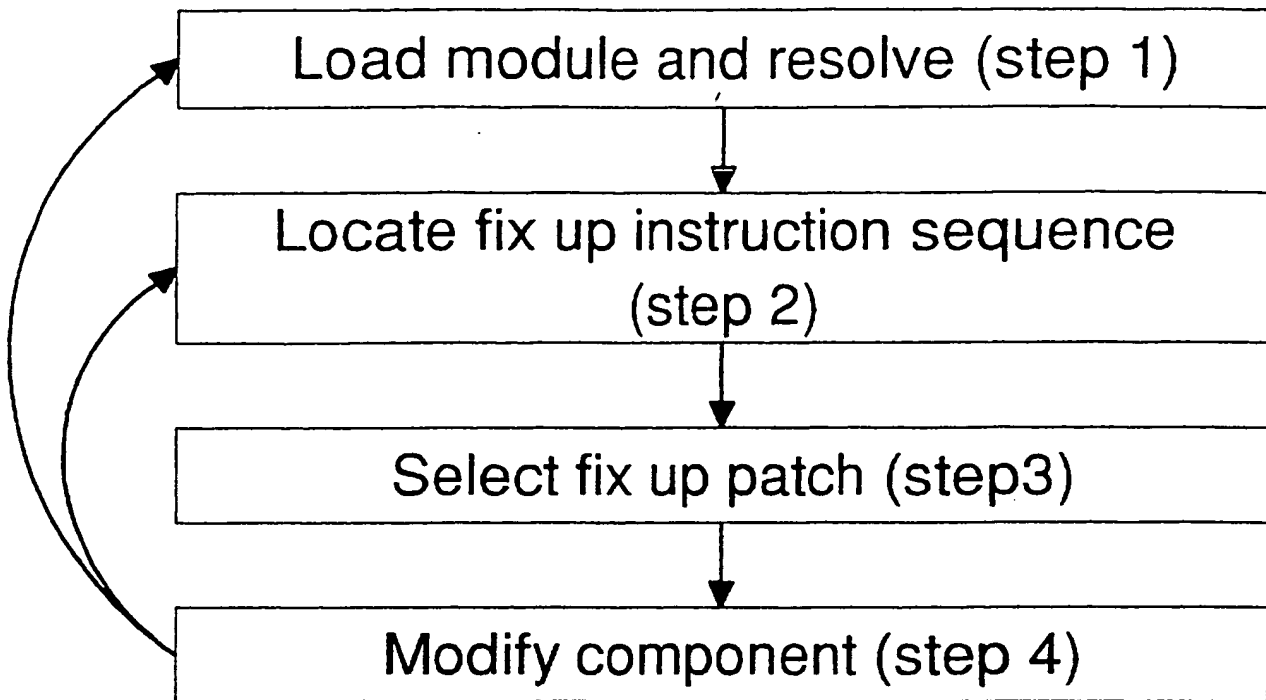 Load module and resolve (step 1)
Locate fix up instruction sequence
(step 2)
Select fix up patch (step3)
Modify component (step 4)